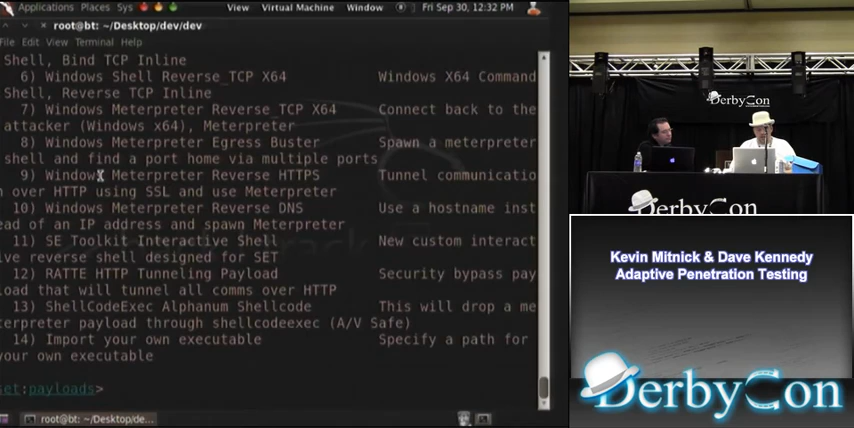 Applications Places Sys View Virtual Machine Window Fri Sep 30, 12:32 PM
root@bt: ~/Desktop/dev/dev
File Edit View Terminal Help
Shell, Bind TCP Inline
6) Windows Shell Reverse_TCP X64 Windows X64 Command
Shell, Reverse TCP Inline
7) Windows Meterpreter Reverse_TCP X64 Connect back to the
attacker (Windows x64), Meterpreter
8) Windows Meterpreter Egress Buster Spawn a meterpreter
shell and find a port home via multiple ports
9) Windows Meterpreter Reverse HTTPS Tunnel communicatio
n over HTTP using SSL and use Meterpreter
10) Windows Meterpreter Reverse DNS Use a hostname inst
ead of an IP address and spawn Meterpreter
11) SE Toolkit Interactive Shell New custom interact
ive reverse shell designed for SET
12) RATTE HTTP Tunneling Payload Security bypass pay
load that will tunnel all comms over HTTP
13) ShellCodeExec Alphanum Shellcode This will drop a me
terpreter payload through shellcodeexec (A/V Safe)
14) Import your own executable Specify a path for
your own executable
set:payloads>
root@bt: ~/Desktop/de...
DerbyCon
DerbyCon
Kevin Mitnick & Dave Kennedy
Adaptive Penetration Testing
DerbyCon